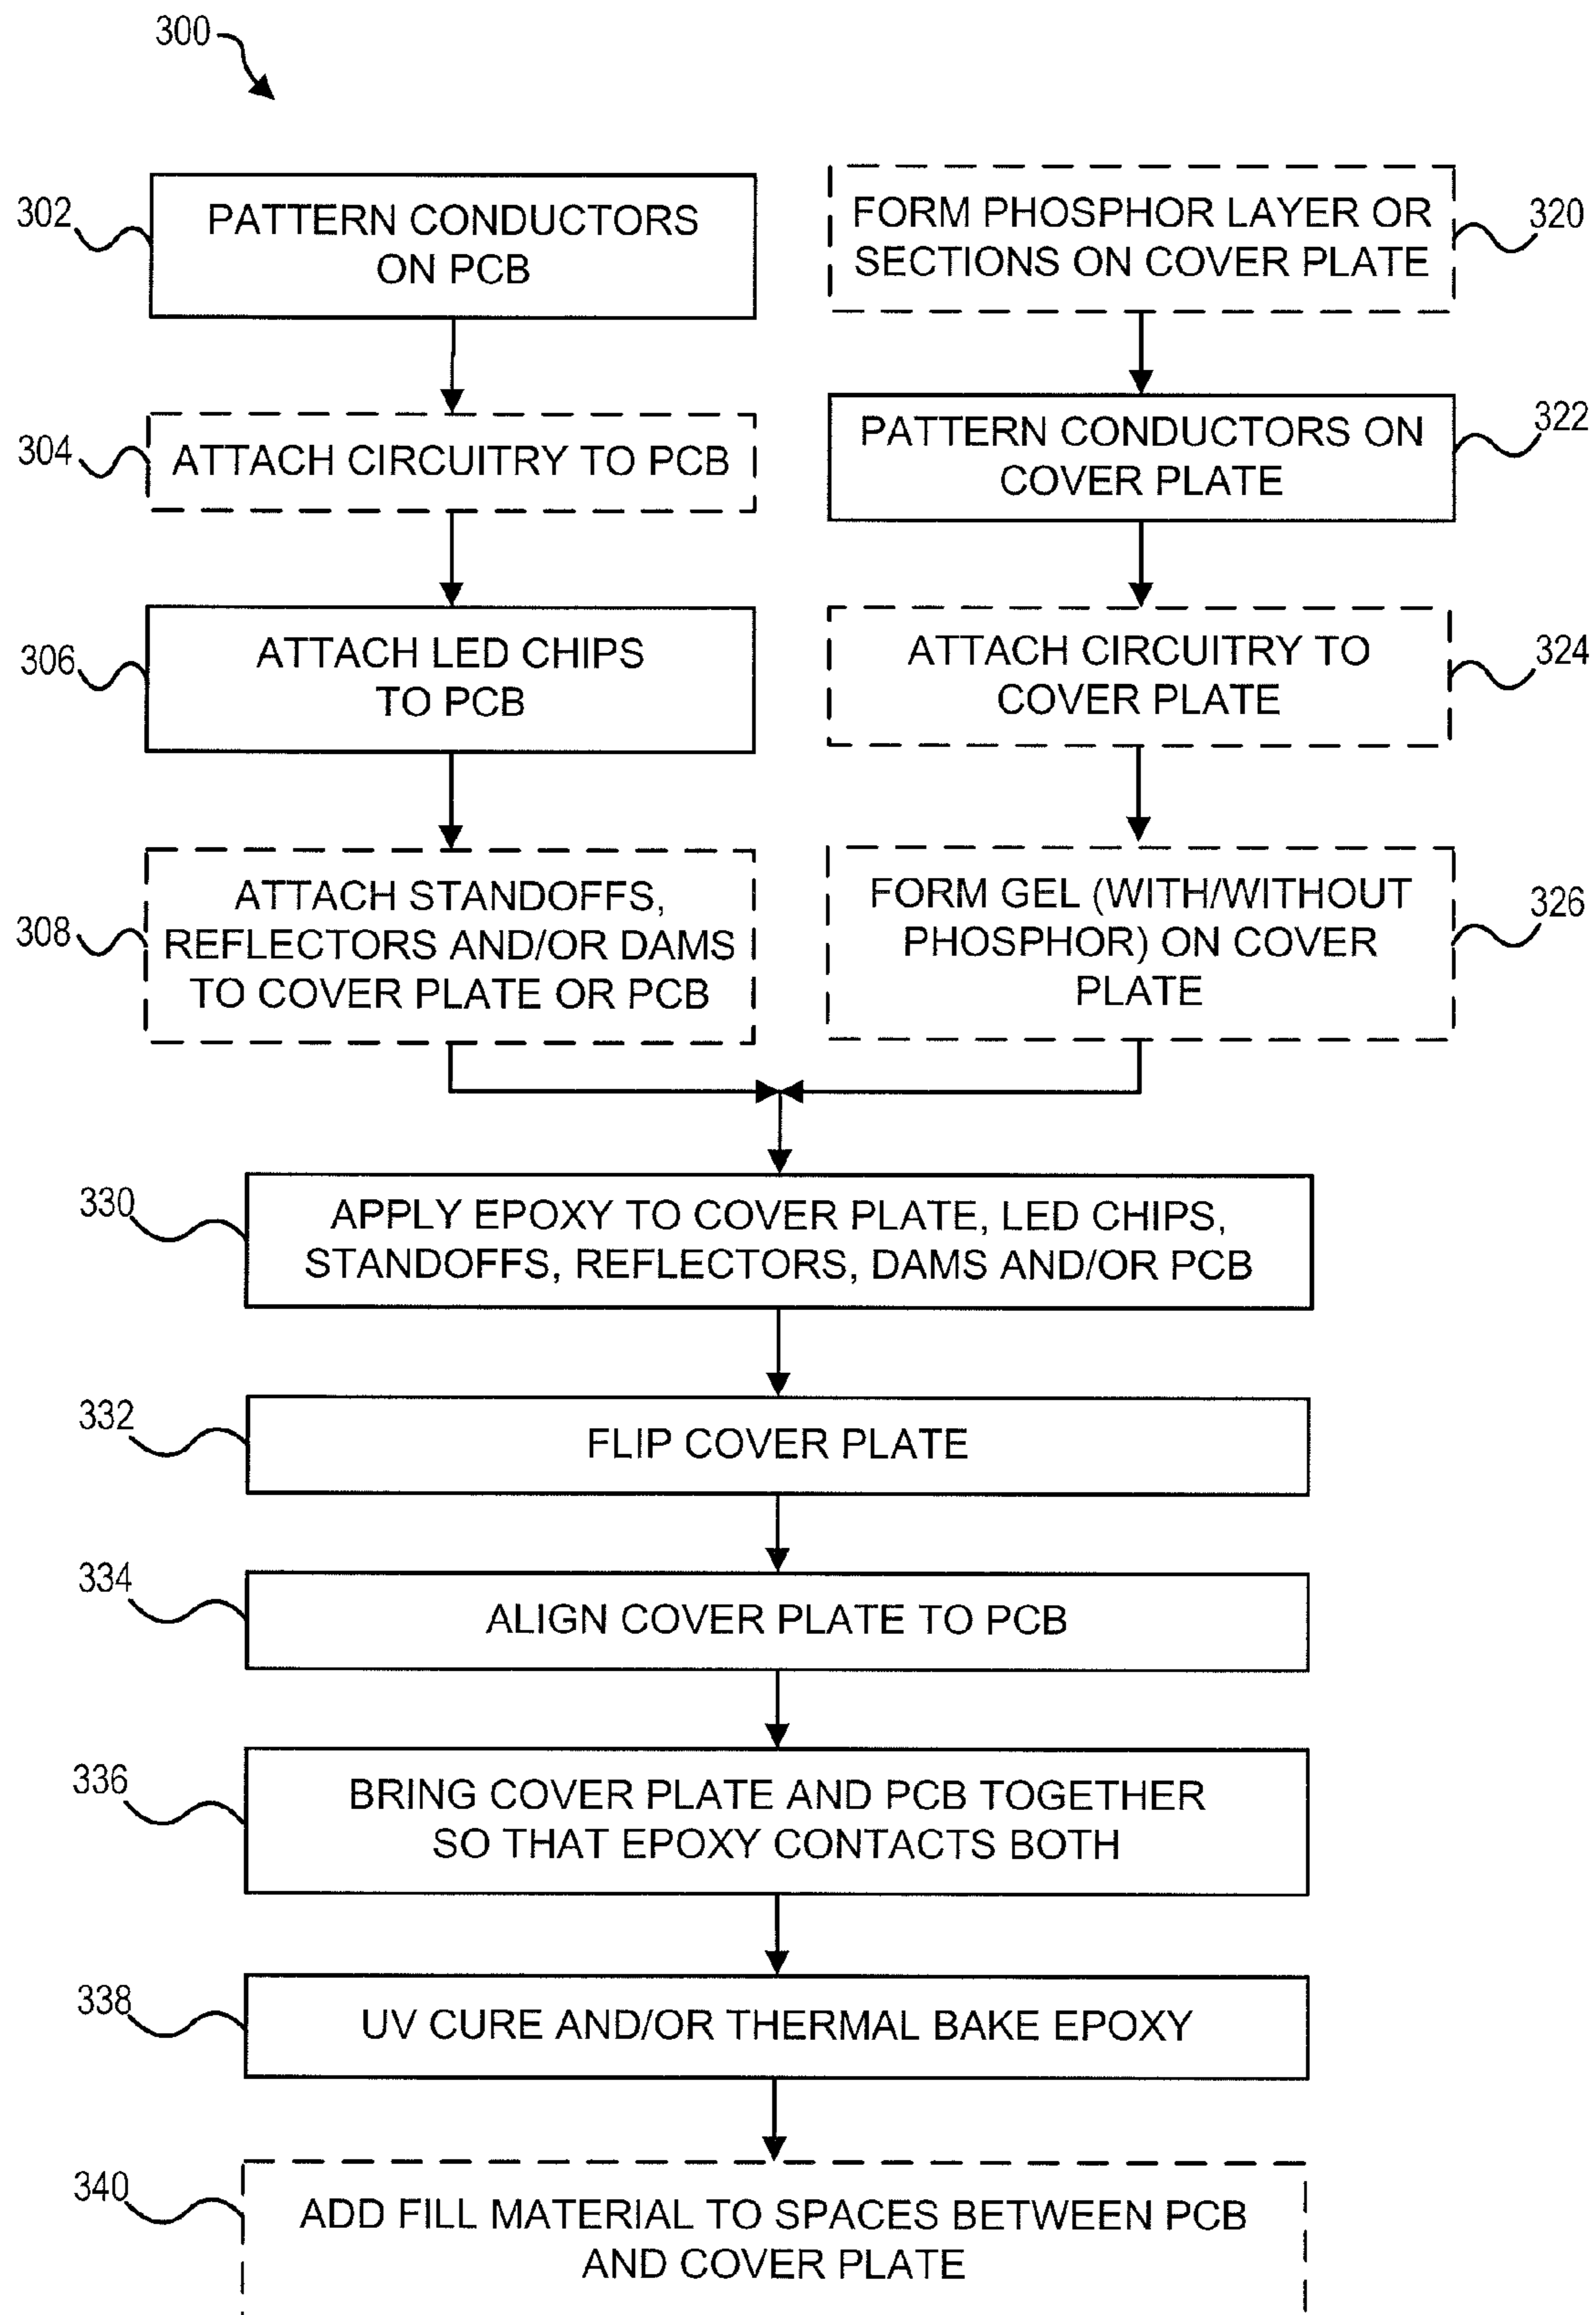 300
302
PATTERN CONDUCTORS
ON PCB
304
ATTACH CIRCUITRY TO PCB
306
ATTACH LED CHIPS
TO PCB
308
ATTACH STANDOFFS,
REFLECTORS AND/OR DAMS
TO COVER PLATE OR PCB
FORM PHOSPHOR LAYER OR
SECTIONS ON COVER PLATE
320
PATTERN CONDUCTORS ON
COVER PLATE
322
ATTACH CIRCUITRY TO
COVER PLATE
324
FORM GEL (WITH/WITHOUT
PHOSPHOR) ON COVER
PLATE
326
330
APPLY EPOXY TO COVER PLATE, LED CHIPS,
STANDOFFS, REFLECTORS, DAMS AND/OR PCB
332
FLIP COVER PLATE
334
ALIGN COVER PLATE TO PCB
336
BRING COVER PLATE AND PCB TOGETHER
SO THAT EPOXY CONTACTS BOTH
338
UV CURE AND/OR THERMAL BAKE EPOXY
340
ADD FILL MATERIAL TO SPACES BETWEEN PCB
AND COVER PLATE